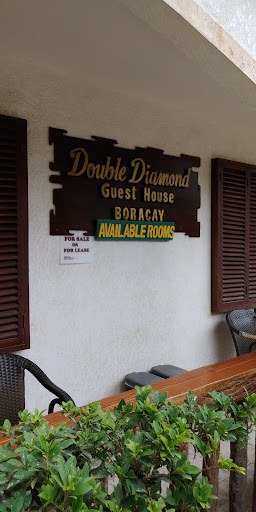 Double Diamond
Guest House
BORACAY
AVAILABLE ROOMS
FOR SALE
OR
FOR LEASE